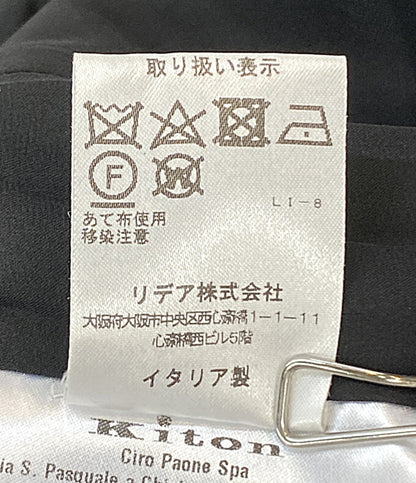 取り扱い表示
F
W
LI-8
あて布使用
移染注意
リデア株式会社
大阪府大阪市中央区西心斎橋1-1-11
心斎橋西ビル5階
イタリア製
Kiton
Ciro Paone Spa
S. Pasquale a